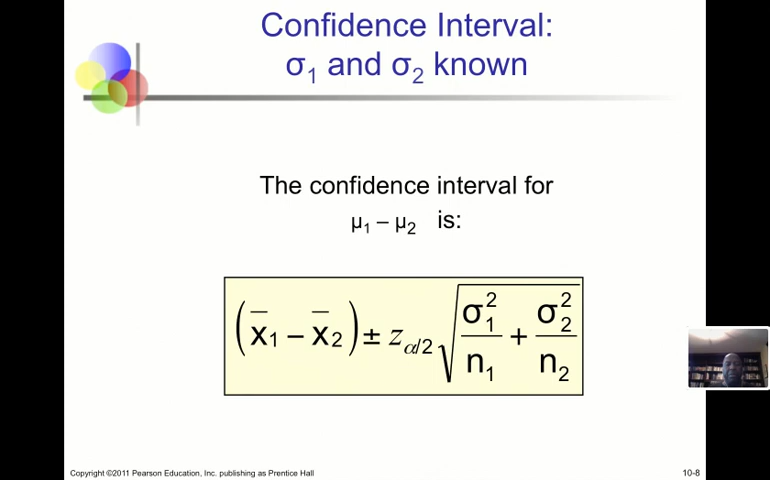 Confidence Interval:
σ₁ and σ₂ known
The confidence interval for
μ₁ – μ₂ is:
(x̄₁ – x̄₂) ± z_{α/2} √(σ₁²/n₁ + σ₂²/n₂)
Copyright ©2011 Pearson Education, Inc. publishing as Prentice Hall
10-8